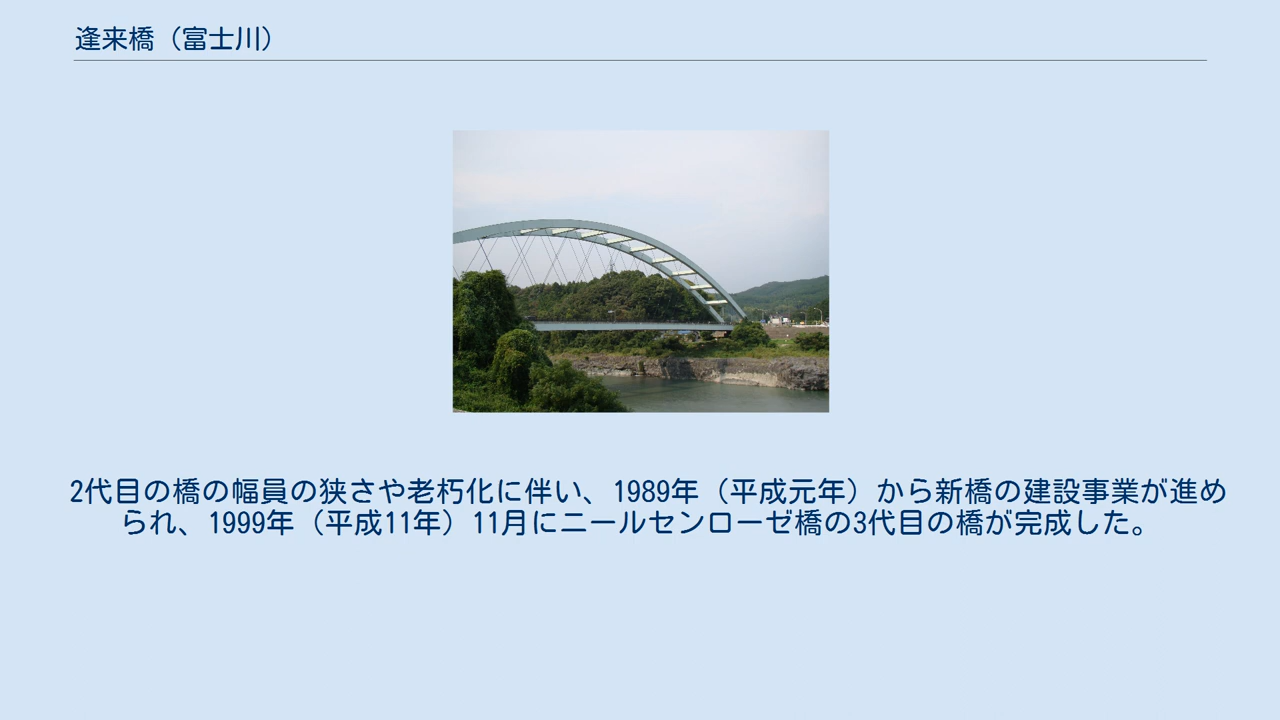 逢来橋（富士川）
2代目の橋の幅員の狭さや老朽化に伴い、1989年（平成元年）から新橋の建設事業が進め
られ、1999年（平成11年）11月にニールセンローゼ橋の3代目の橋が完成した。